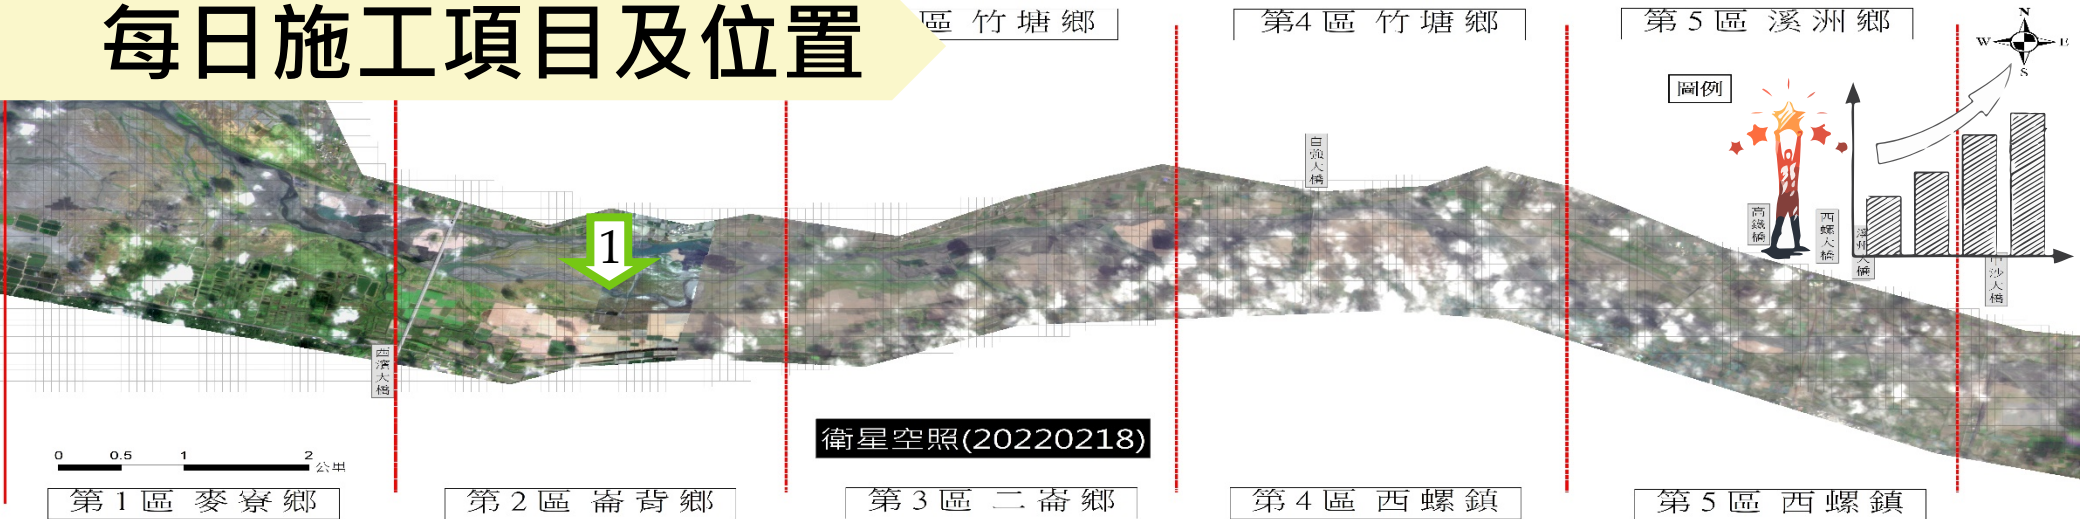 每日施工項目及位置
區 竹塘鄉
第4區 竹塘鄉
第5區 溪洲鄉
N
W
E
S
圖例
自強大橋
1
高鐵橋
西螺大橋
溪州大橋
中沙大橋
西濱大橋
衛星空照(20220218)
0 0.5 1 2 公里
第1區 麥寮鄉
第2區 崙背鄉
第3區 二崙鄉
第4區 西螺鎮
第5區 西螺鎮